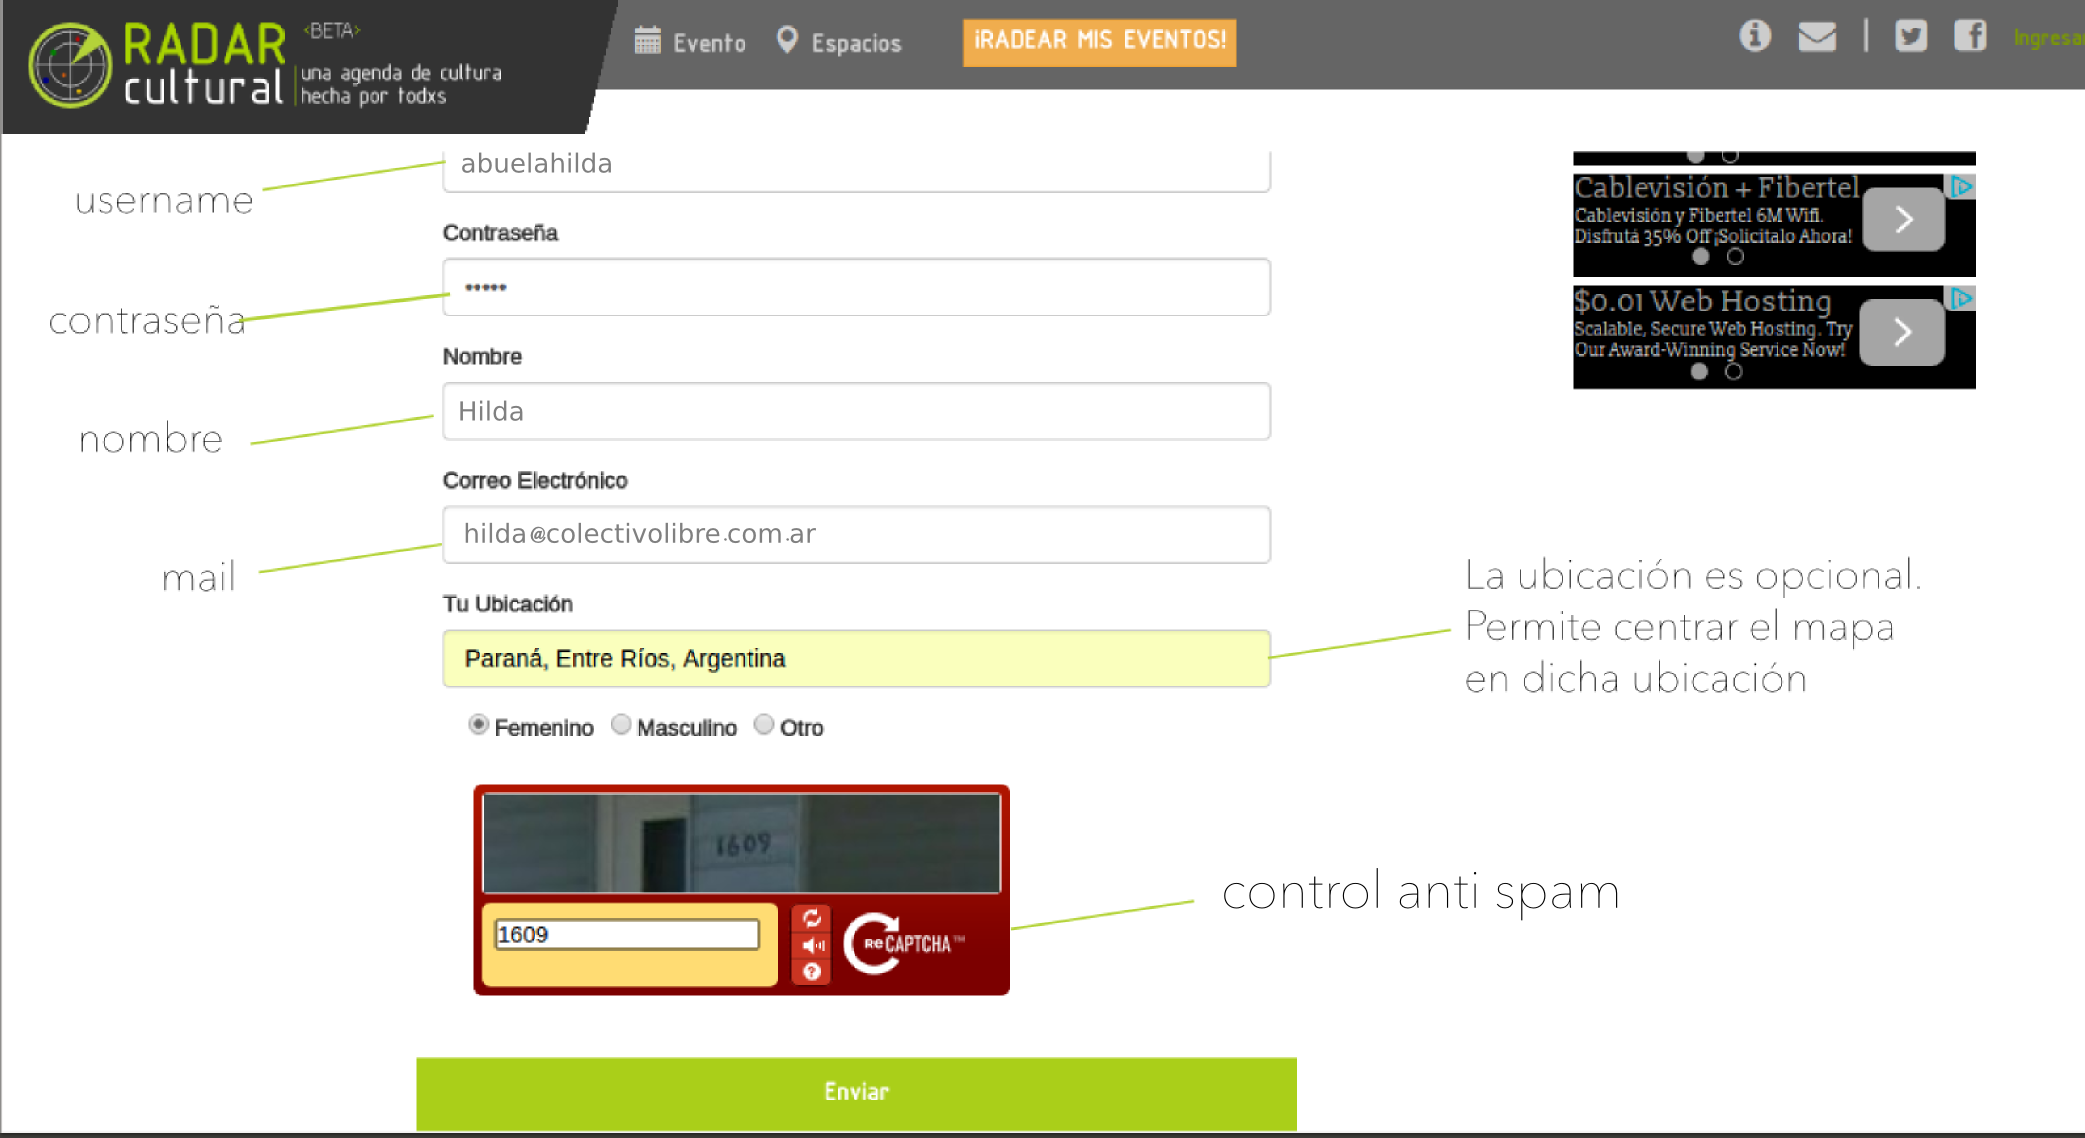 RADAR
cultural
<BETA>
una agenda de cultura
hecha por todxs
Evento
Espacios
¡RADEAR MIS EVENTOS!
Ingresar
username
abuelahilda
Contraseña
contraseña
•••••
Nombre
nombre
Hilda
Correo Electrónico
mail
hilda@colectivolibre.com.ar
Tu Ubicación
Paraná, Entre Ríos, Argentina
La ubicación es opcional.
Permite centrar el mapa
en dicha ubicación
Femenino Masculino Otro
1609
1609
reCAPTCHA™
control anti spam
Enviar
Cablevisión + Fibertel
Cablevisión y Fibertel 6M Wifi.
Disfrutá 35% Off ¡Solicitalo Ahora!
$0.01 Web Hosting
Scalable, Secure Web Hosting. Try
Our Award-Winning Service Now!